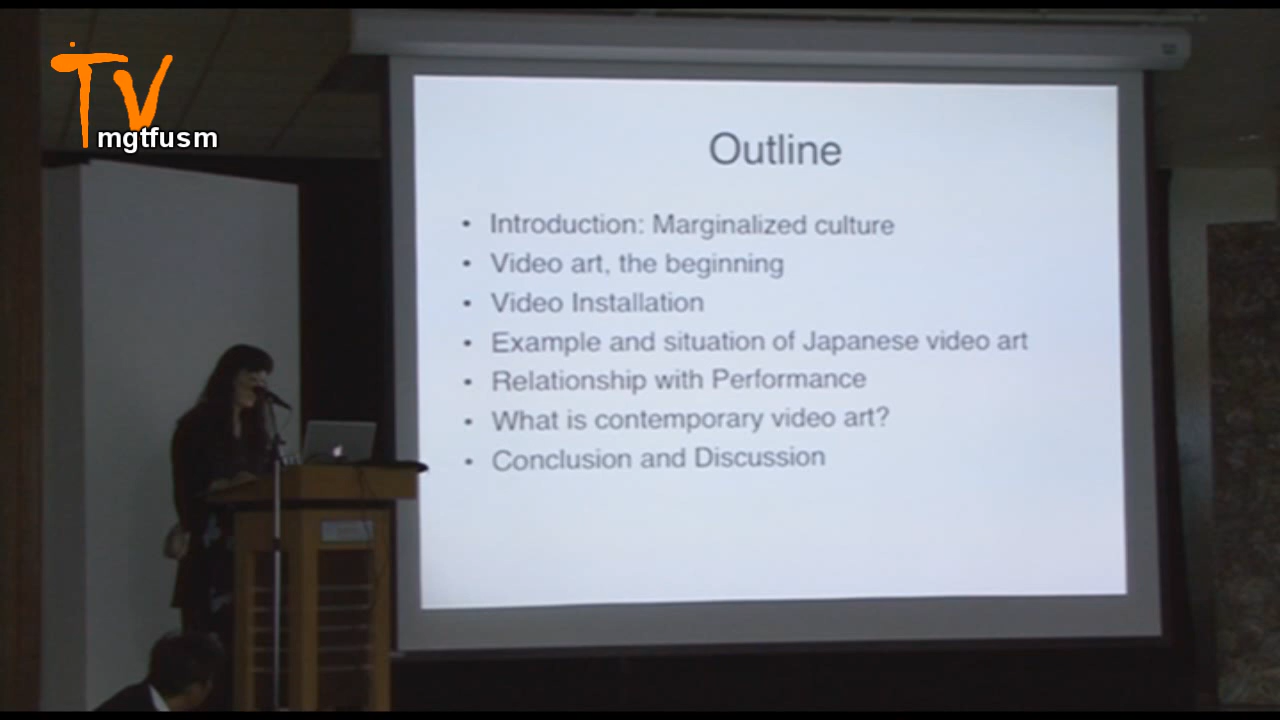 TV
mgtfusm
Outline
• Introduction: Marginalized culture
• Video art, the beginning
• Video Installation
• Example and situation of Japanese video art
• Relationship with Performance
• What is contemporary video art?
• Conclusion and Discussion